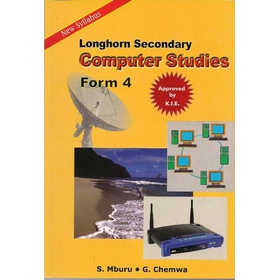 New Syllabus
Longhorn Secondary
Computer Studies
Form 4
Approved
by
K.I.E.
S. Mburu • G. Chemwa